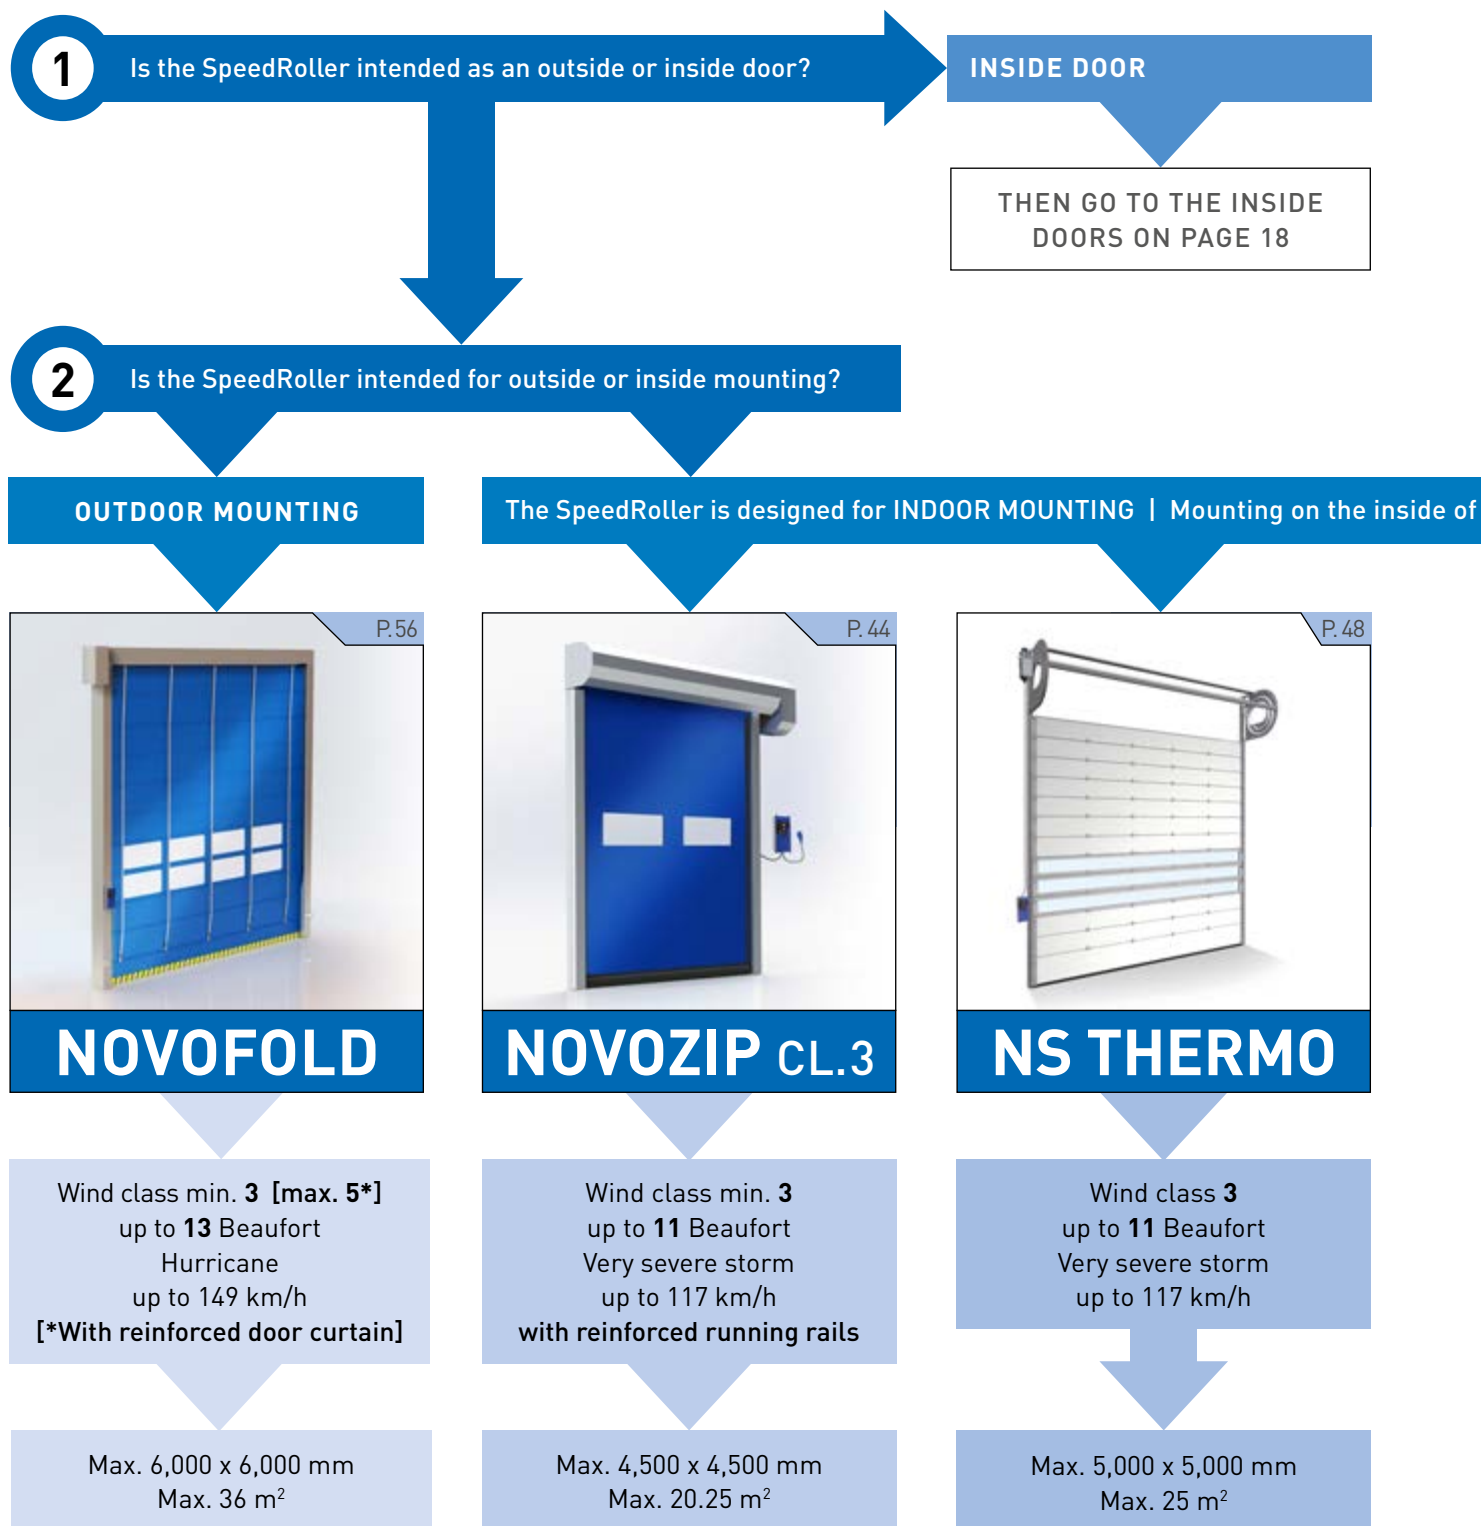 1
Is the SpeedRoller intended as an outside or inside door?
INSIDE DOOR
THEN GO TO THE INSIDE
DOORS ON PAGE 18
2
Is the SpeedRoller intended for outside or inside mounting?
OUTDOOR MOUNTING
The SpeedRoller is designed for INDOOR MOUNTING | Mounting on the inside of
P. 56
NOVOFOLD
Wind class min. 3 [max. 5*]
up to 13 Beaufort
Hurricane
up to 149 km/h
[*With reinforced door curtain]
Max. 6,000 x 6,000 mm
Max. 36 m²
P. 44
NOVOZIP CL.3
Wind class min. 3
up to 11 Beaufort
Very severe storm
up to 117 km/h
with reinforced running rails
Max. 4,500 x 4,500 mm
Max. 20.25 m²
P. 48
NS THERMO
Wind class 3
up to 11 Beaufort
Very severe storm
up to 117 km/h
Max. 5,000 x 5,000 mm
Max. 25 m²